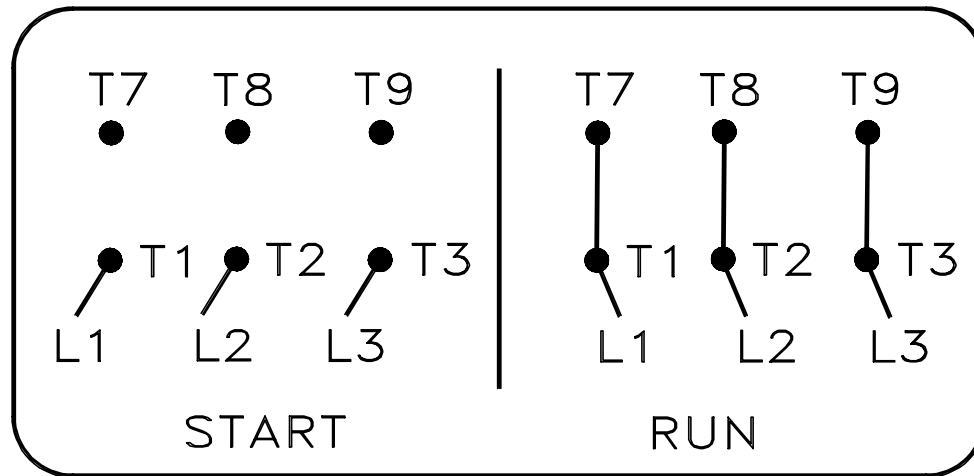 T7 T8 T9
T1 T2 T3
L1 L2 L3
START
T7 T8 T9
T1 T2 T3
L1 L2 L3
RUN